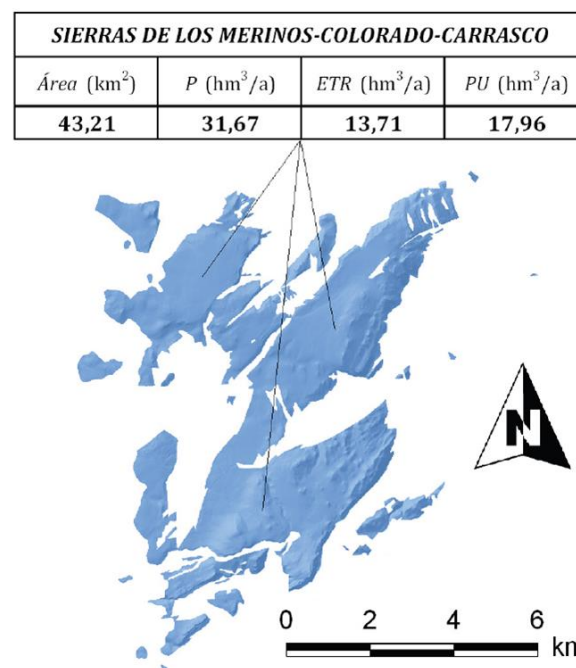 SIERRAS DE LOS MERINOS-COLORADO-CARRASCO
Área (km²) P (hm³/a) ETR (hm³/a) PU (hm³/a)
43,21 31,67 13,71 17,96
N
0 2 4 6
km